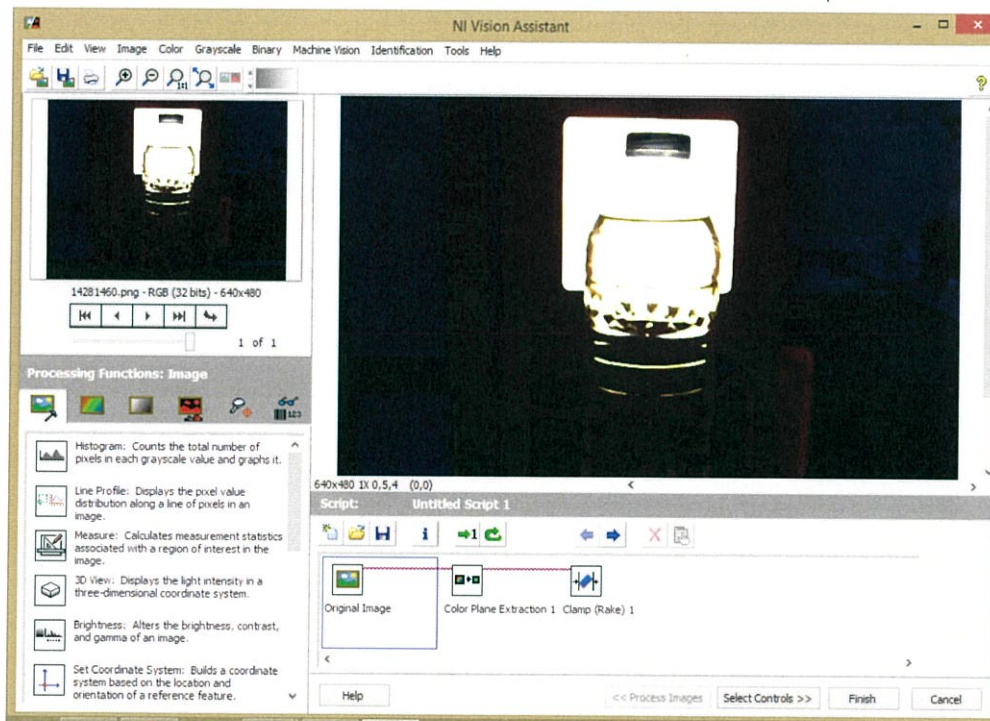 NI Vision Assistant
File Edit View Image Color Grayscale Binary Machine Vision Identification Tools Help
1:1
14281460.png - RGB (32 bits) - 640x480
1 of 1
Processing Functions: Image
123
Histogram: Counts the total number of
pixels in each grayscale value and graphs it.
Line Profile: Displays the pixel value
distribution along a line of pixels in an
image.
Measure: Calculates measurement statistics
associated with a region of interest in the
image.
3D View: Displays the light intensity in a
three-dimensional coordinate system.
Brightness: Alters the brightness, contrast,
and gamma of an image.
Set Coordinate System: Builds a coordinate
system based on the location and
orientation of a reference feature.
640x480 1X 0,5,4 (0,0)
Script: Untitled Script 1
1
Original Image
Color Plane Extraction 1
Clamp (Rake) 1
Help
<< Process Images
Select Controls >>
Finish
Cancel